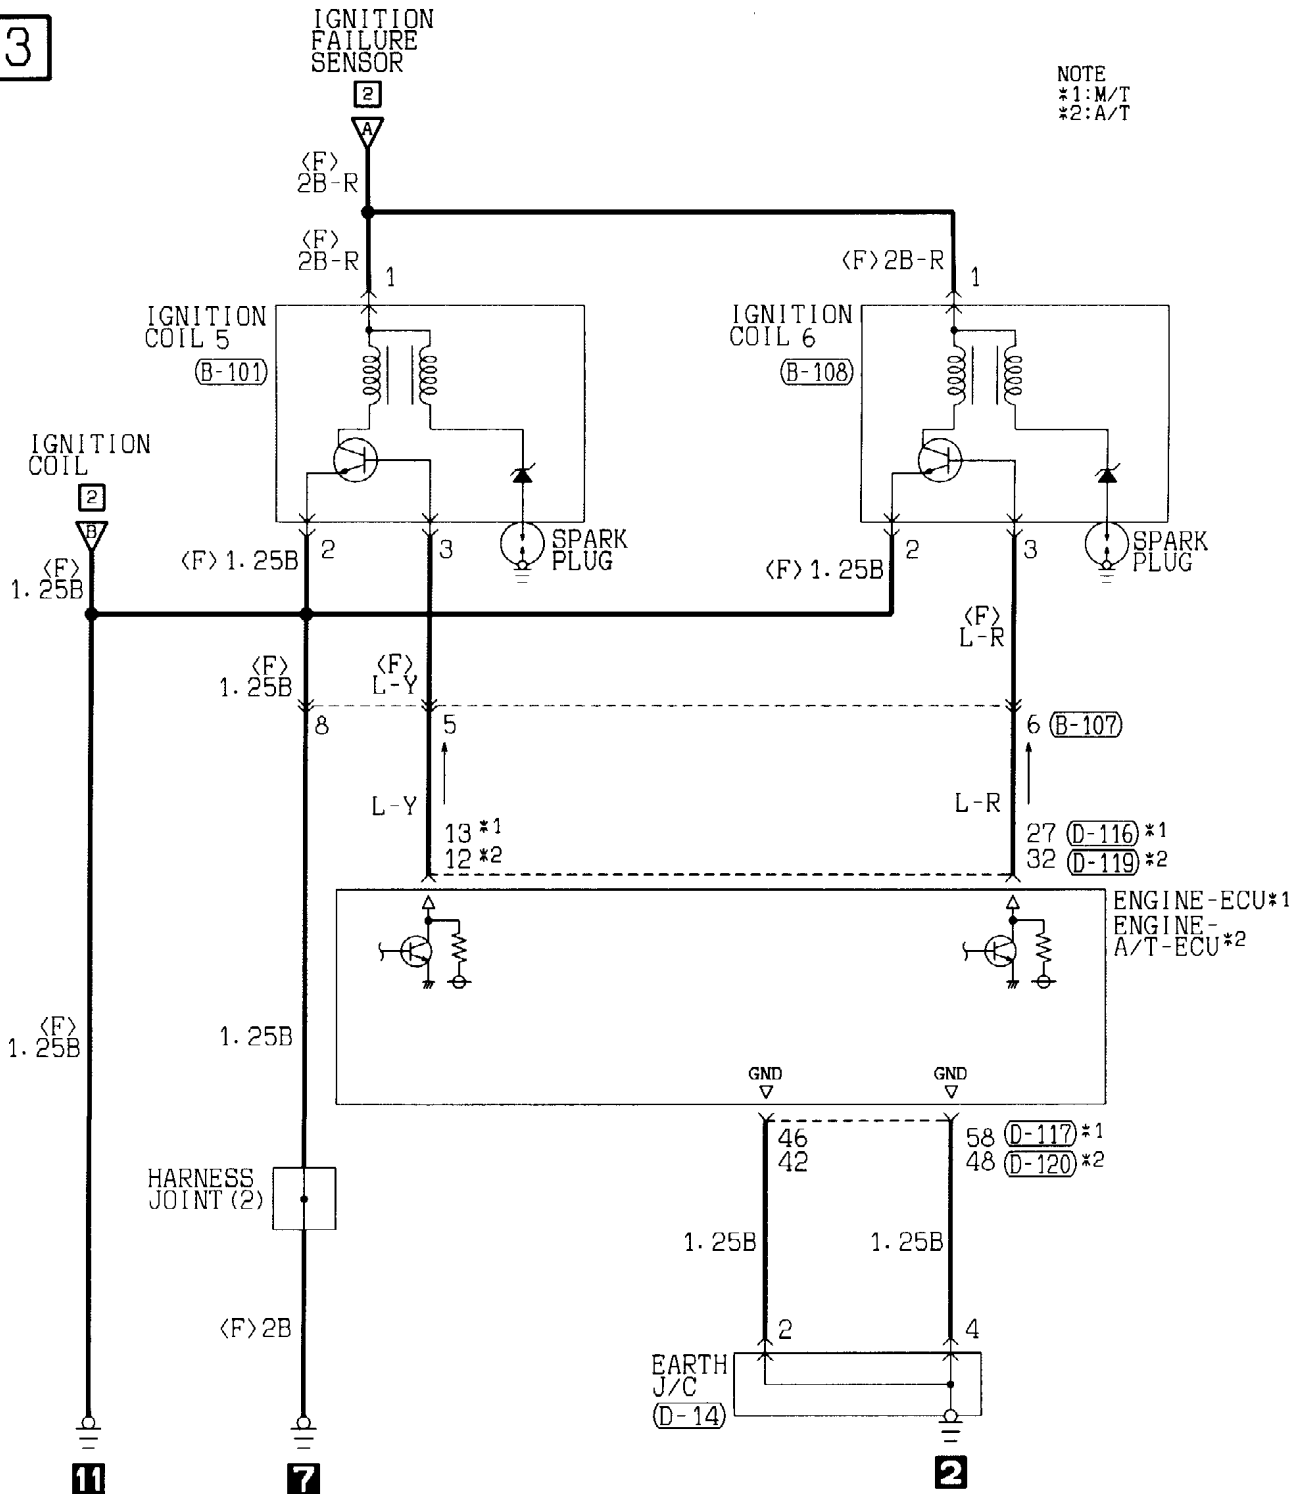 3
IGNITION
FAILURE
SENSOR
2
A
NOTE
*1:M/T
*2:A/T
<F>
2B-R
<F>
2B-R
<F>2B-R
1
1
IGNITION
COIL 5
B-101
IGNITION
COIL 6
B-108
IGNITION
COIL
2
B
<F>
1.25B
<F>1.25B
2
3
SPARK
PLUG
<F>1.25B
2
3
SPARK
PLUG
<F>
L-R
<F>
1.25B
<F>
L-Y
8
5
6 B-107
L-Y
L-R
13 *1
12 *2
27 D-116 *1
32 D-119 *2
ENGINE-ECU*1
ENGINE-
A/T-ECU*2
<F>
1.25B
1.25B
GND
GND
46
42
58 D-117 *1
48 D-120 *2
HARNESS
JOINT(2)
1.25B
1.25B
<F>2B
2
4
EARTH
J/C
D-14
11
7
2